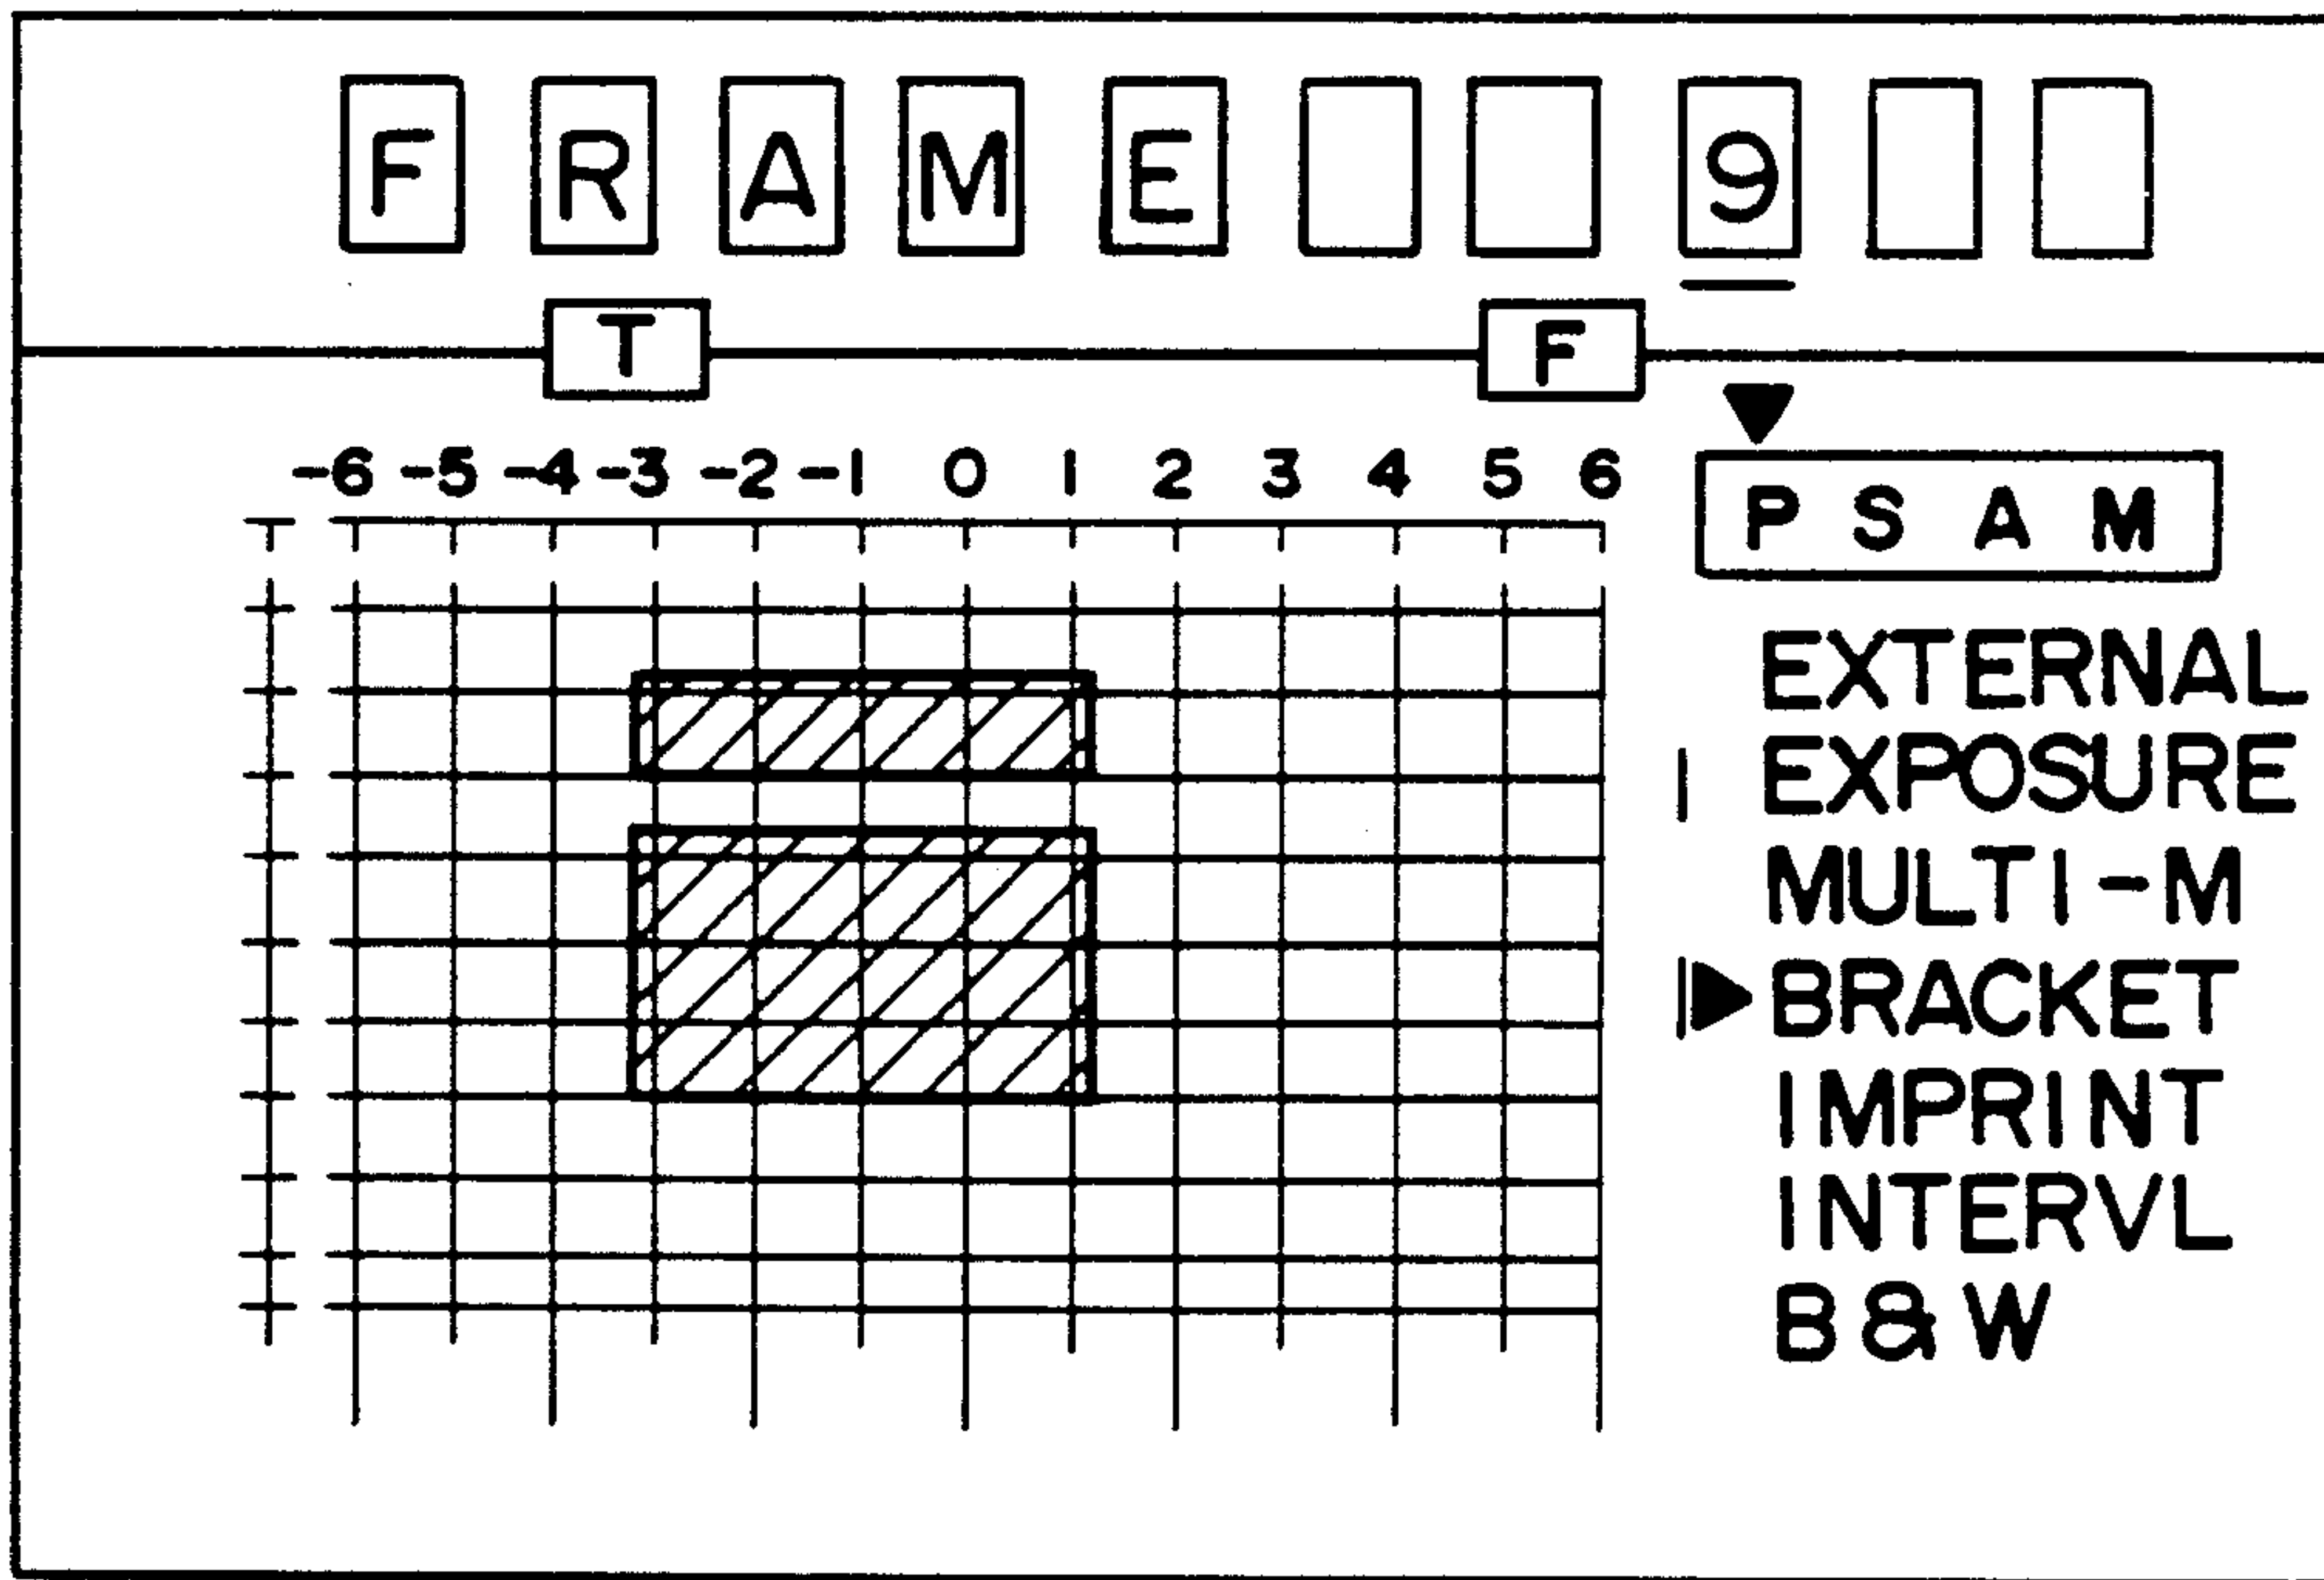 FRAME 9
T F
-6 -5 -4 -3 -2 -1 0 1 2 3 4 5 6
P S A M
EXTERNAL
EXPOSURE
MULTI-M
BRACKET
IMPRINT
INTERVL
B&W